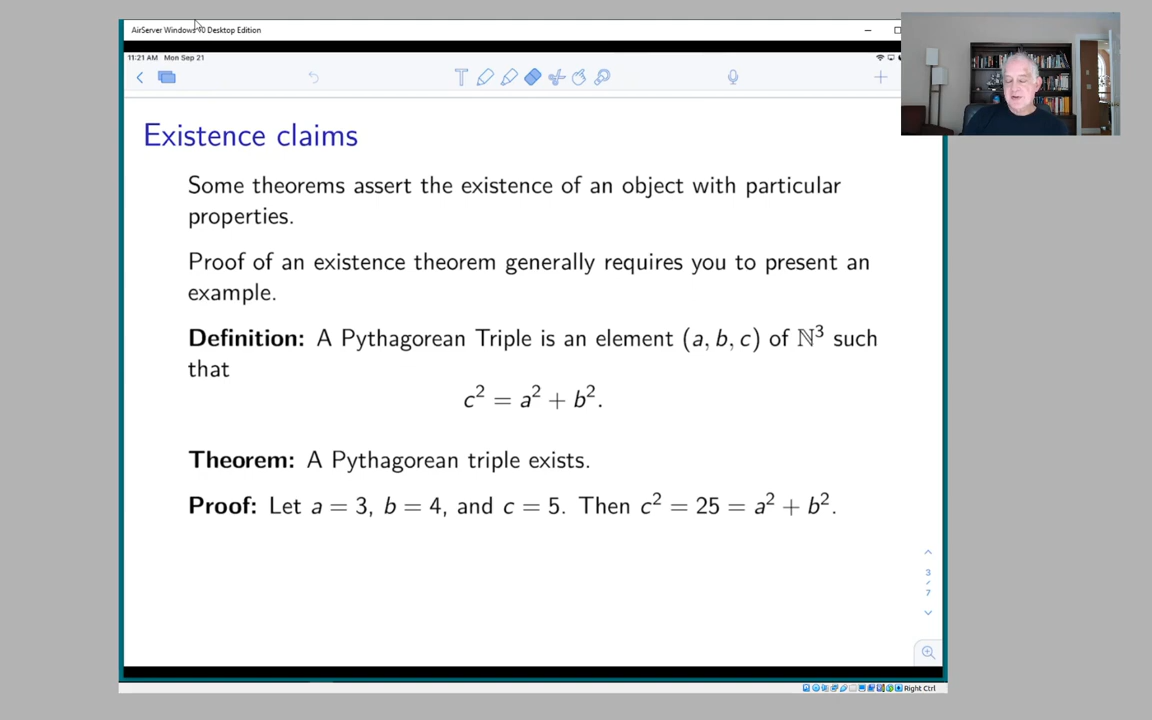 AirServer Windows 10 Desktop Edition
11:21 AM Mon Sep 21
Existence claims
Some theorems assert the existence of an object with particular
properties.
Proof of an existence theorem generally requires you to present an
example.
Definition: A Pythagorean Triple is an element (a, b, c) of ℕ³ such
that
c² = a² + b².
Theorem: A Pythagorean triple exists.
Proof: Let a = 3, b = 4, and c = 5. Then c² = 25 = a² + b².
3
/
7
Right Ctrl